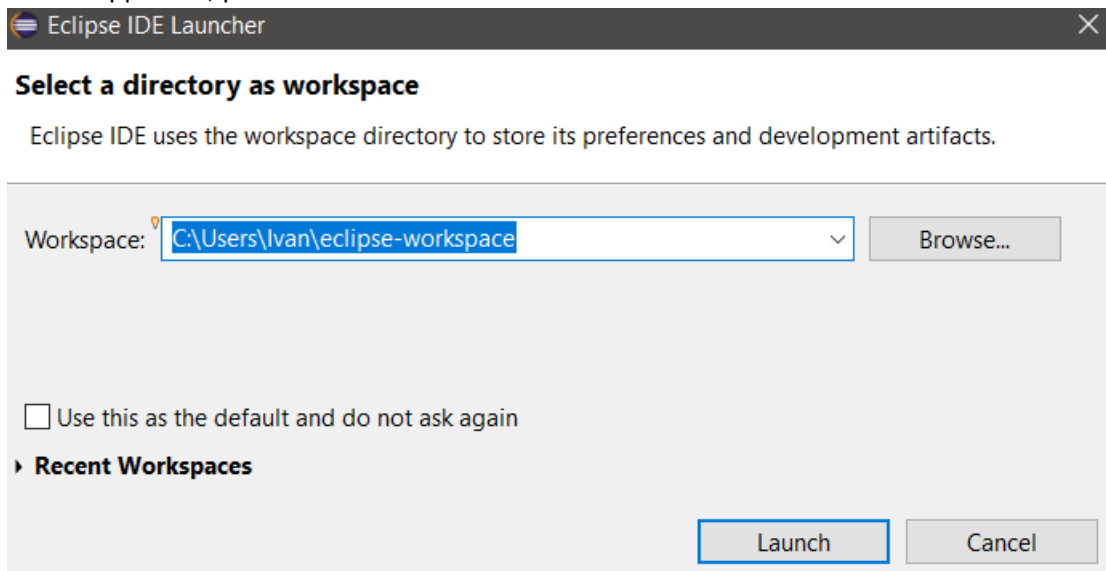 Eclipse IDE Launcher
Select a directory as workspace
Eclipse IDE uses the workspace directory to store its preferences and development artifacts.
Workspace: C:\Users\Ivan\eclipse-workspace Browse...
Use this as the default and do not ask again
Recent Workspaces
Launch Cancel